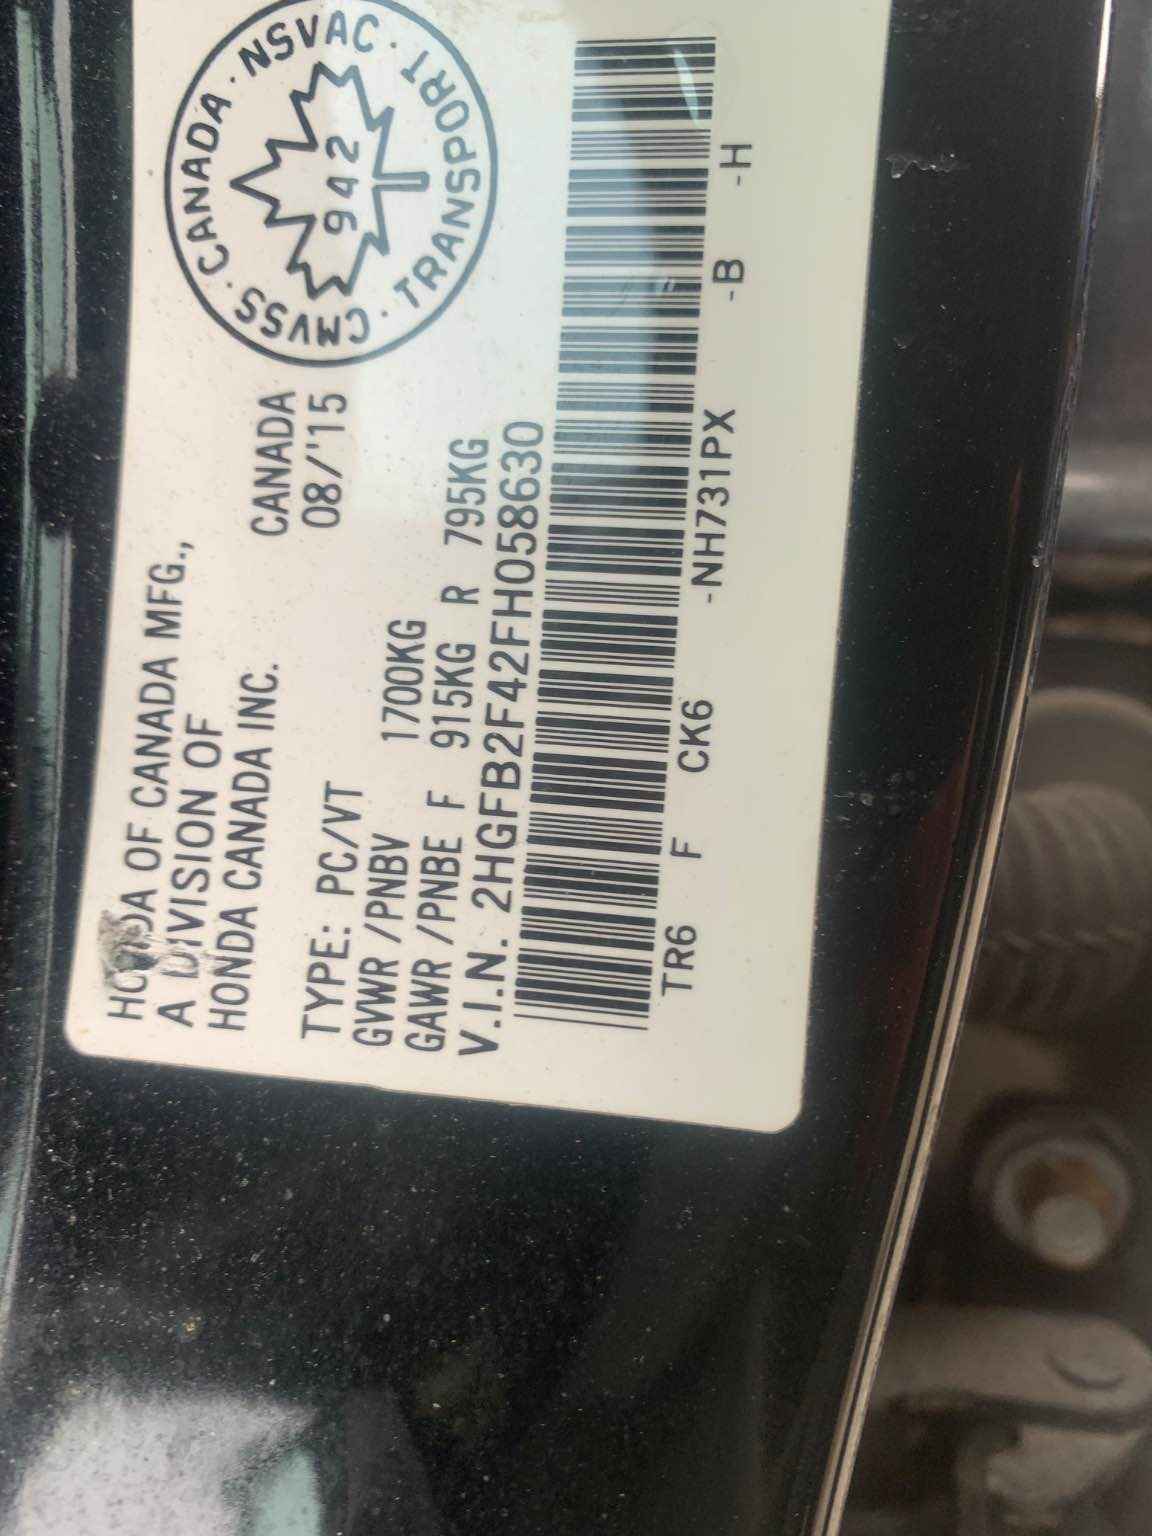 HONDA OF CANADA MFG.,
A DIVISION OF
HONDA CANADA INC.
CANADA
08/'15
TYPE: PC/VT
GVWR /PNBV 1700KG
GAWR /PNBE F 915KG R 795KG
V.I.N. 2HGFB2F42FH058630
TR6 F CK6 -NH731PX -B -H
CMVSS · CANADA · NSVAC · TRANSPORT ·
942